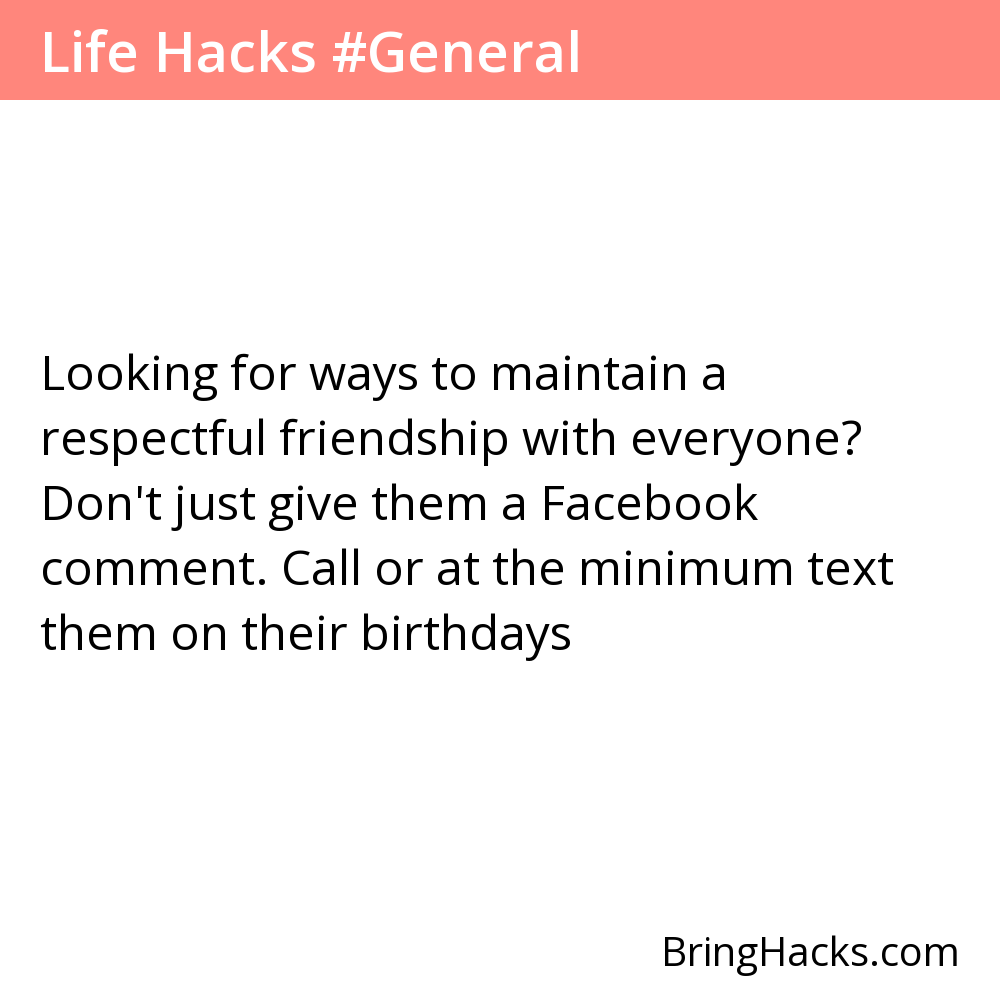 Life Hacks #General
Looking for ways to maintain a
respectful friendship with everyone?
Don't just give them a Facebook
comment. Call or at the minimum text
them on their birthdays
BringHacks.com